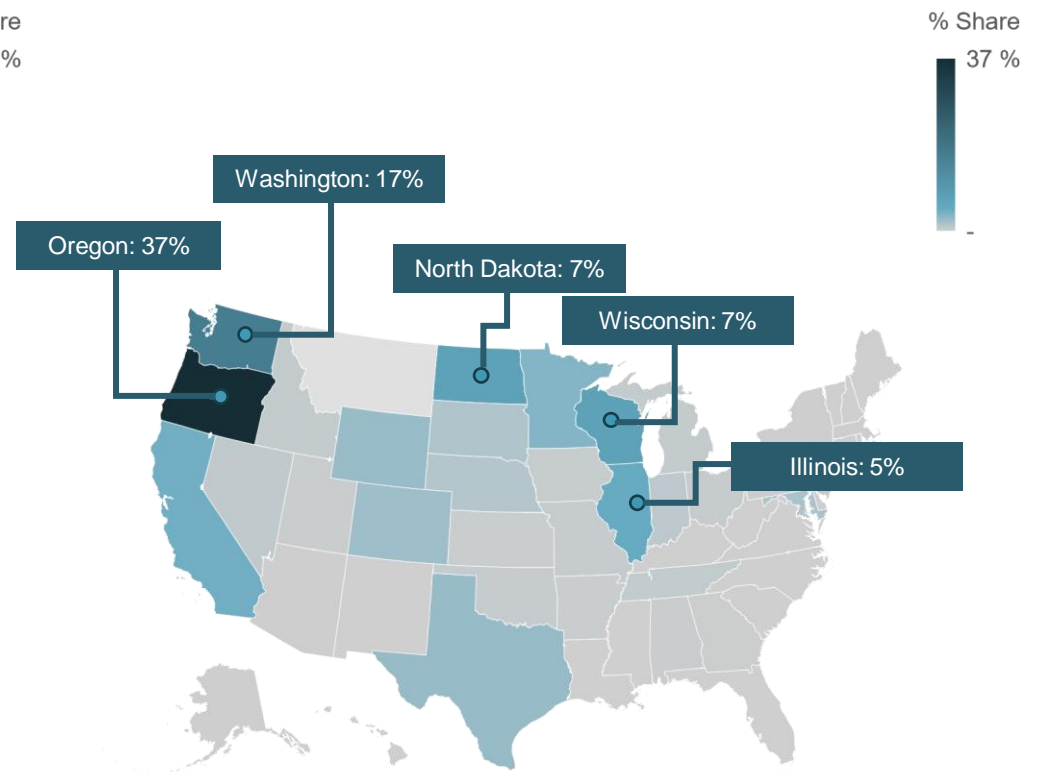 re
%
% Share
37 %
-
Washington: 17%
Oregon: 37%
North Dakota: 7%
Wisconsin: 7%
Illinois: 5%